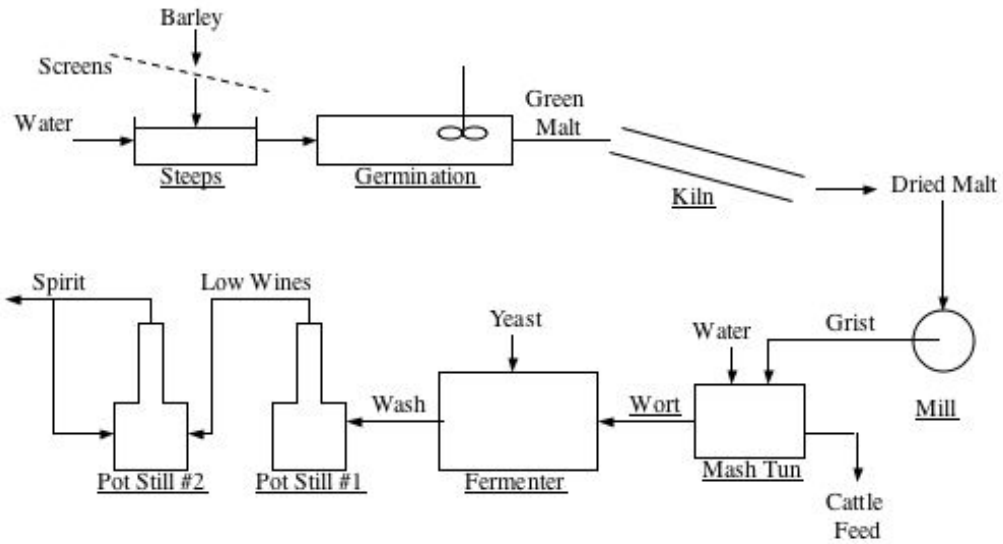 Barley
Screens
Water
Green
Malt
Steeps
Germination
Kiln
Dried Malt
Spirit
Low Wines
Yeast
Water
Grist
Wash
Wort
Mill
Pot Still #2
Pot Still #1
Fermenter
Mash Tun
Cattle
Feed